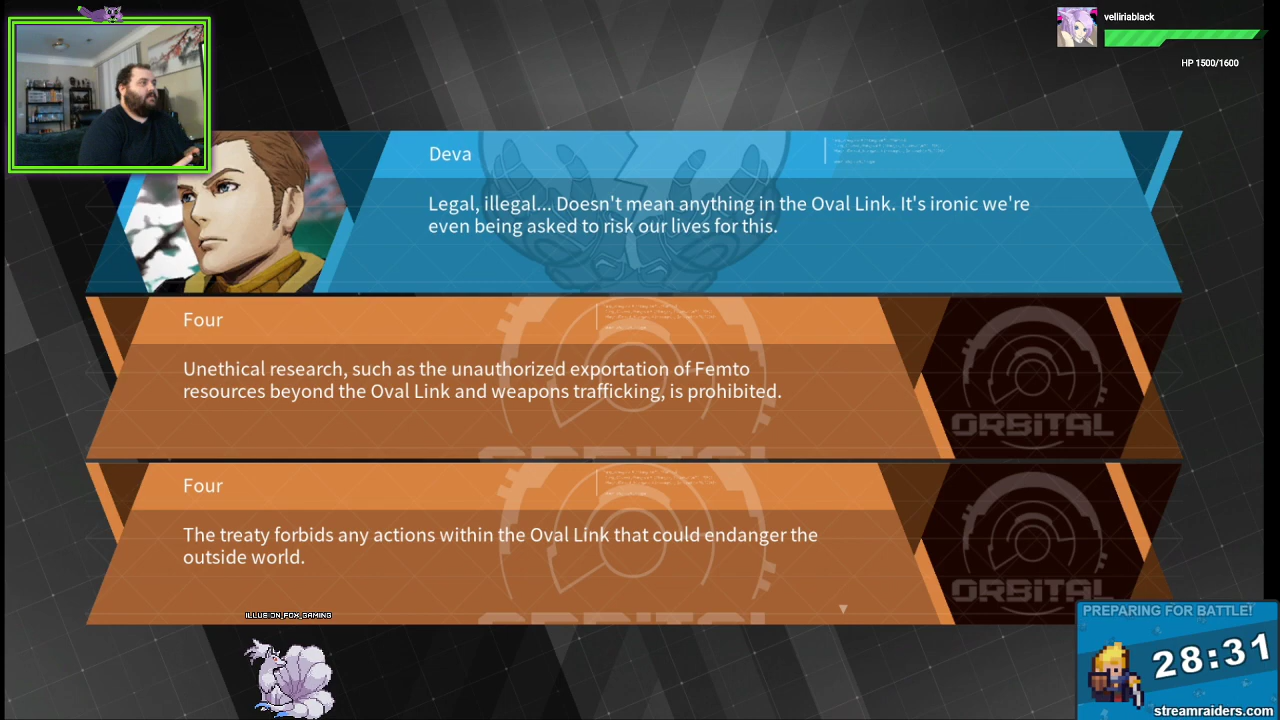 velliriablack
HP 1500/1600
Deva
Legal, illegal... Doesn't mean anything in the Oval Link. It's ironic we're
even being asked to risk our lives for this.
Four
Unethical research, such as the unauthorized exportation of Femto
resources beyond the Oval Link and weapons trafficking, is prohibited.
ORBITAL
ORBITAL
Four
The treaty forbids any actions within the Oval Link that could endanger the
outside world.
ORBITAL
ORBITAL
ILLUSION_FOX_GAMING
PREPARING FOR BATTLE!
28:31
streamraiders.com